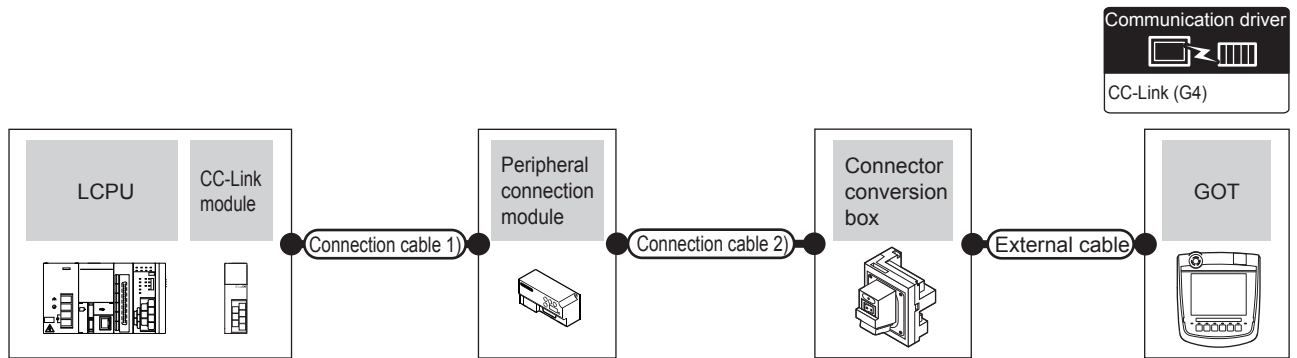 Communication driver
CC-Link (G4)
LCPU
CC-Link
module
Peripheral
connection
module
Connector
conversion
box
GOT
Connection cable 1)
Connection cable 2)
External cable